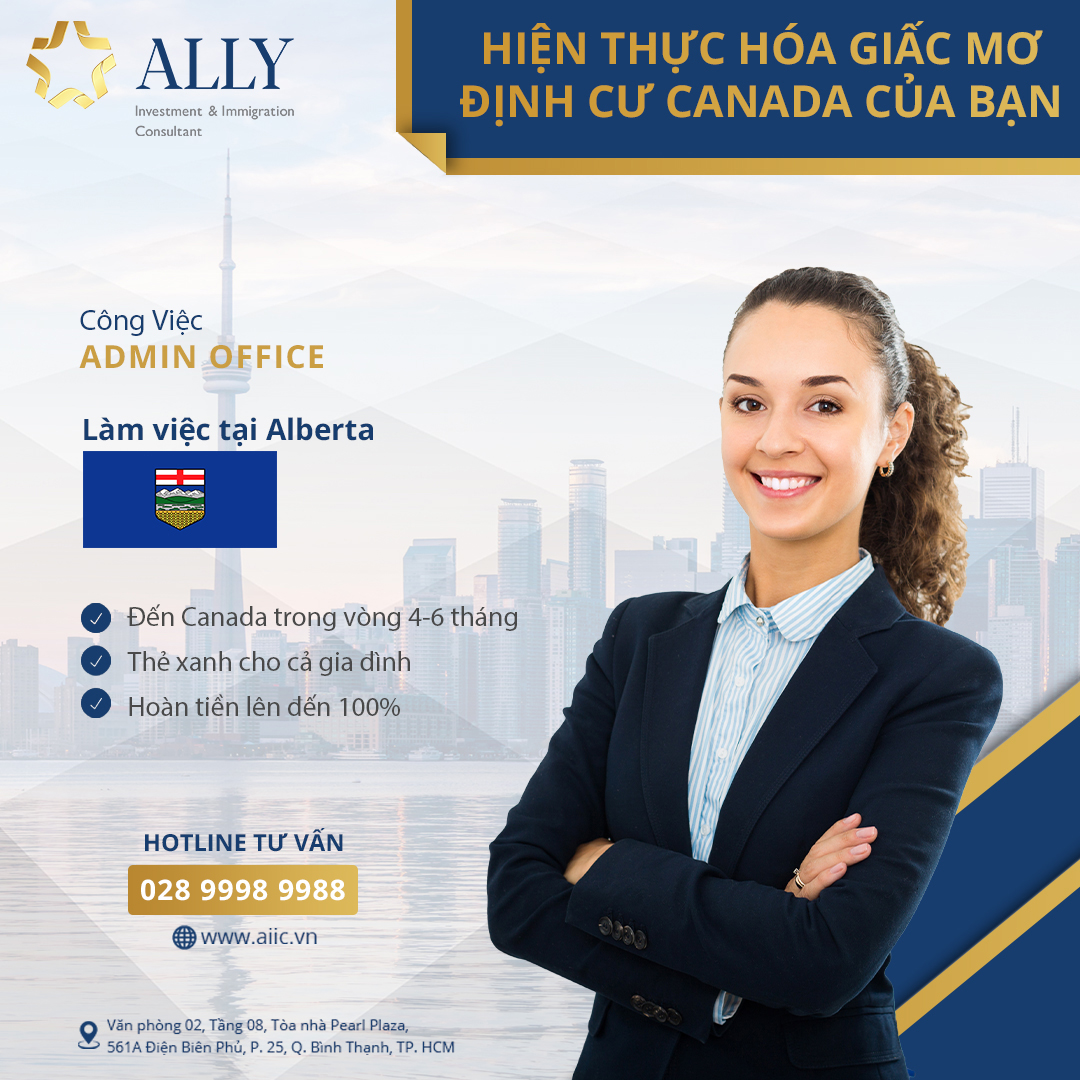 ALLY
Investment & Immigration
Consultant
HIỆN THỰC HÓA GIẤC MƠ
ĐỊNH CƯ CANADA CỦA BẠN
Công Việc
ADMIN OFFICE
Làm việc tại Alberta
Đến Canada trong vòng 4-6 tháng
Thẻ xanh cho cả gia đình
Hoàn tiền lên đến 100%
HOTLINE TƯ VẤN
028 9998 9988
www.aiic.vn
Văn phòng 02, Tầng 08, Tòa nhà Pearl Plaza,
561A Điện Biên Phủ, P. 25, Q. Bình Thạnh, TP. HCM